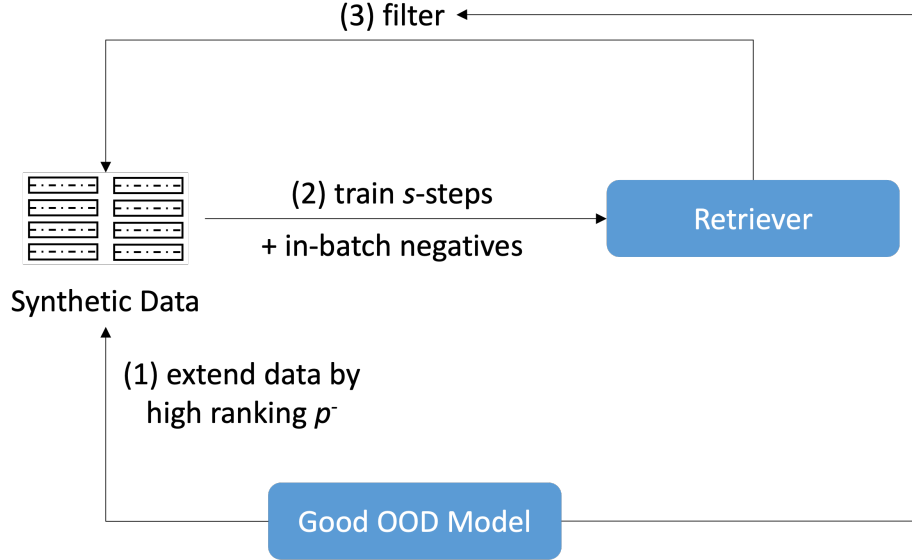 (3) filter
(2) train s-steps
+ in-batch negatives
Retriever
Synthetic Data
(1) extend data by
high ranking p⁻
Good OOD Model